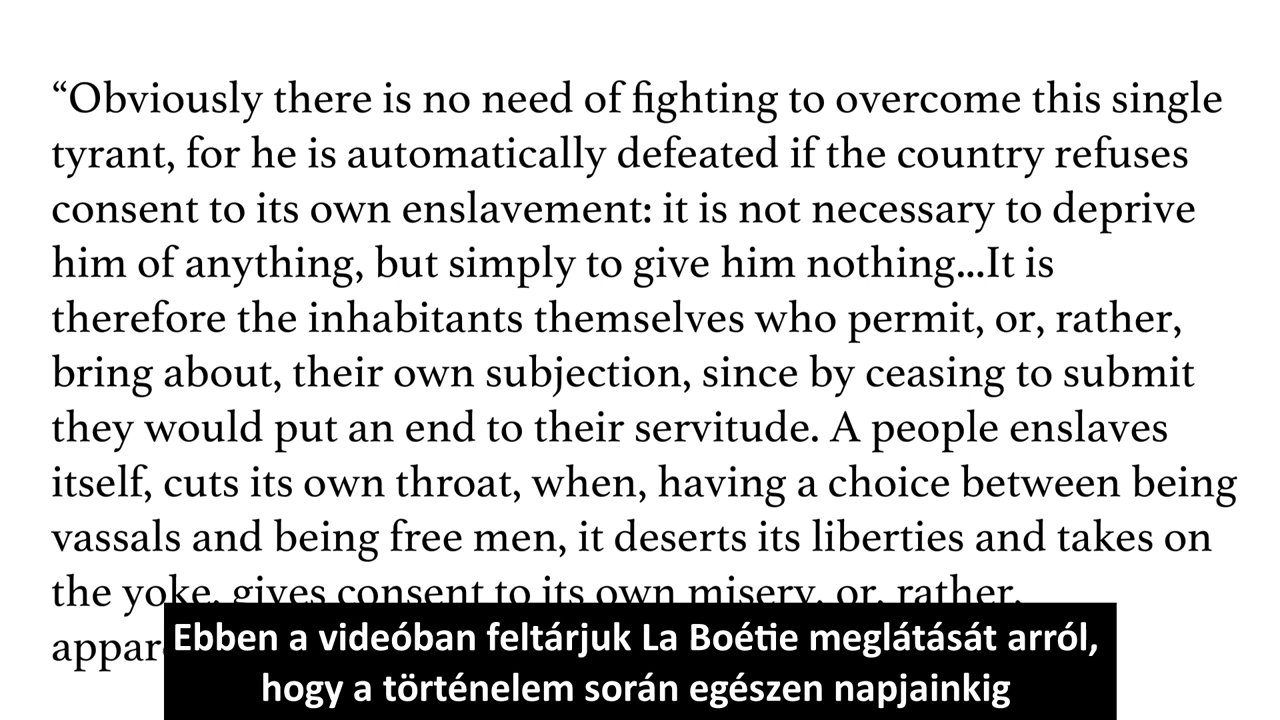 “Obviously there is no need of fighting to overcome this single
tyrant, for he is automatically defeated if the country refuses
consent to its own enslavement: it is not necessary to deprive
him of anything, but simply to give him nothing...It is
therefore the inhabitants themselves who permit, or, rather,
bring about, their own subjection, since by ceasing to submit
they would put an end to their servitude. A people enslaves
itself, cuts its own throat, when, having a choice between being
vassals and being free men, it deserts its liberties and takes on
the yoke, gives consent to its own misery, or, rather,
Ebben a videóban feltárjuk La Boétie meglátását arról,
hogy a történelem során egészen napjainkig